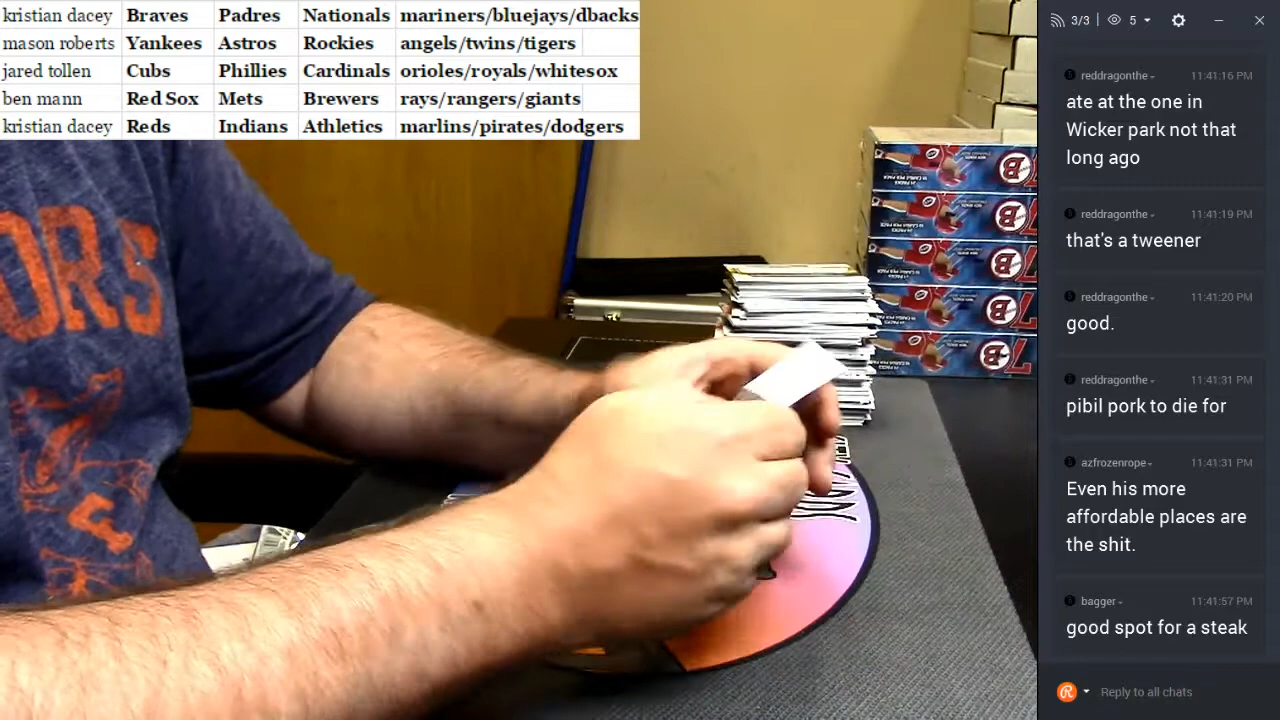 kristian dacey Braves Padres Nationals mariners/bluejays/dbacks
mason roberts Yankees Astros Rockies angels/twins/tigers
jared tollen Cubs Phillies Cardinals orioles/royals/whitesox
ben mann Red Sox Mets Brewers rays/rangers/giants
kristian dacey Reds Indians Athletics marlins/pirates/dodgers
ORS
3/3
5
reddragonthe 11:41:16 PM
ate at the one in
Wicker park not that
long ago
reddragonthe 11:41:19 PM
that's a tweener
reddragonthe 11:41:20 PM
good.
reddragonthe 11:41:31 PM
pibil pork to die for
azfrozenrope 11:41:31 PM
Even his more
affordable places are
the shit.
bagger 11:41:57 PM
good spot for a steak
Reply to all chats